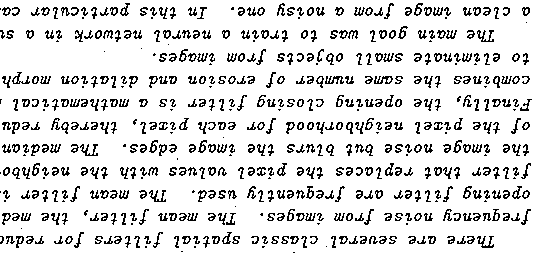 There are several classic spatial filters for reduc
frequency noise from images. The mean filter, the med
opening filter are frequently used. The mean filter i
filter that replaces the pixel values with the neighbo
the image noise but blurs the image edges. The median
of the pixel neighborhood for each pixel, thereby redu
Finally, the opening closing filter is a mathematical
combines the same number of erosion and dilation morph
to eliminate small objects from images.
The main goal was to train a neural network in a su
a clean image from a noisy one. In this particular ca